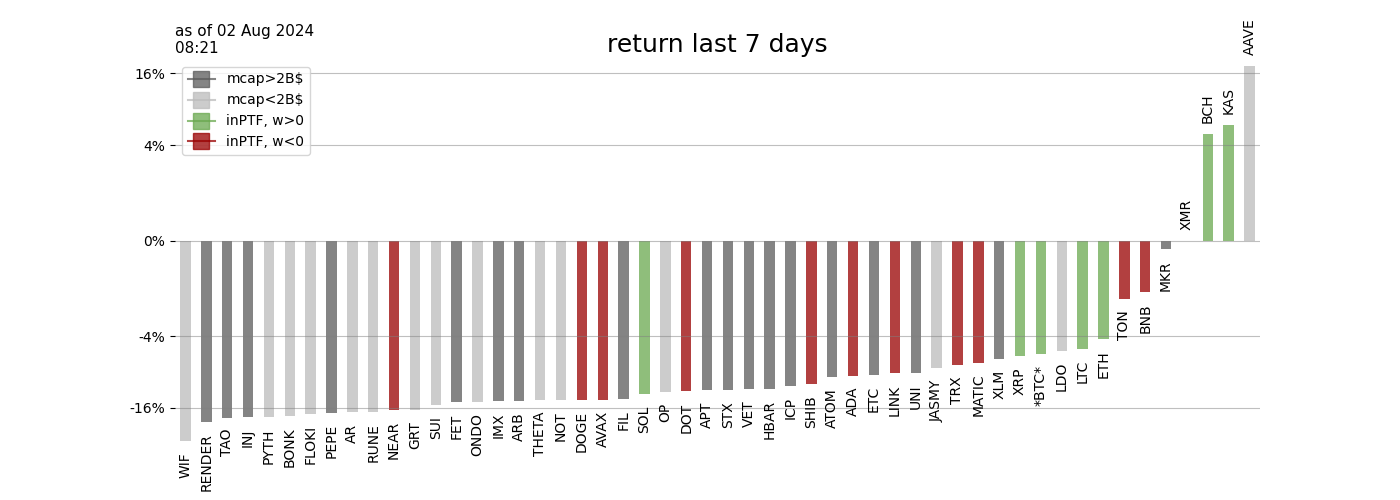 as of 02 Aug 2024
08:21
return last 7 days
mcap>2B$
mcap<2B$
inPTF, w>0
inPTF, w<0
16%
4%
0%
-4%
-16%
WIF
RENDER
TAO
INJ
PYTH
BONK
FLOKI
PEPE
AR
RUNE
NEAR
GRT
SUI
FET
ONDO
IMX
ARB
THETA
NOT
DOGE
AVAX
FIL
SOL
OP
DOT
APT
STX
VET
HBAR
ICP
SHIB
ATOM
ADA
ETC
LINK
UNI
JASMY
TRX
MATIC
XLM
XRP
*BTC*
LDO
LTC
ETH
TON
BNB
MKR
XMR
BCH
KAS
AAVE